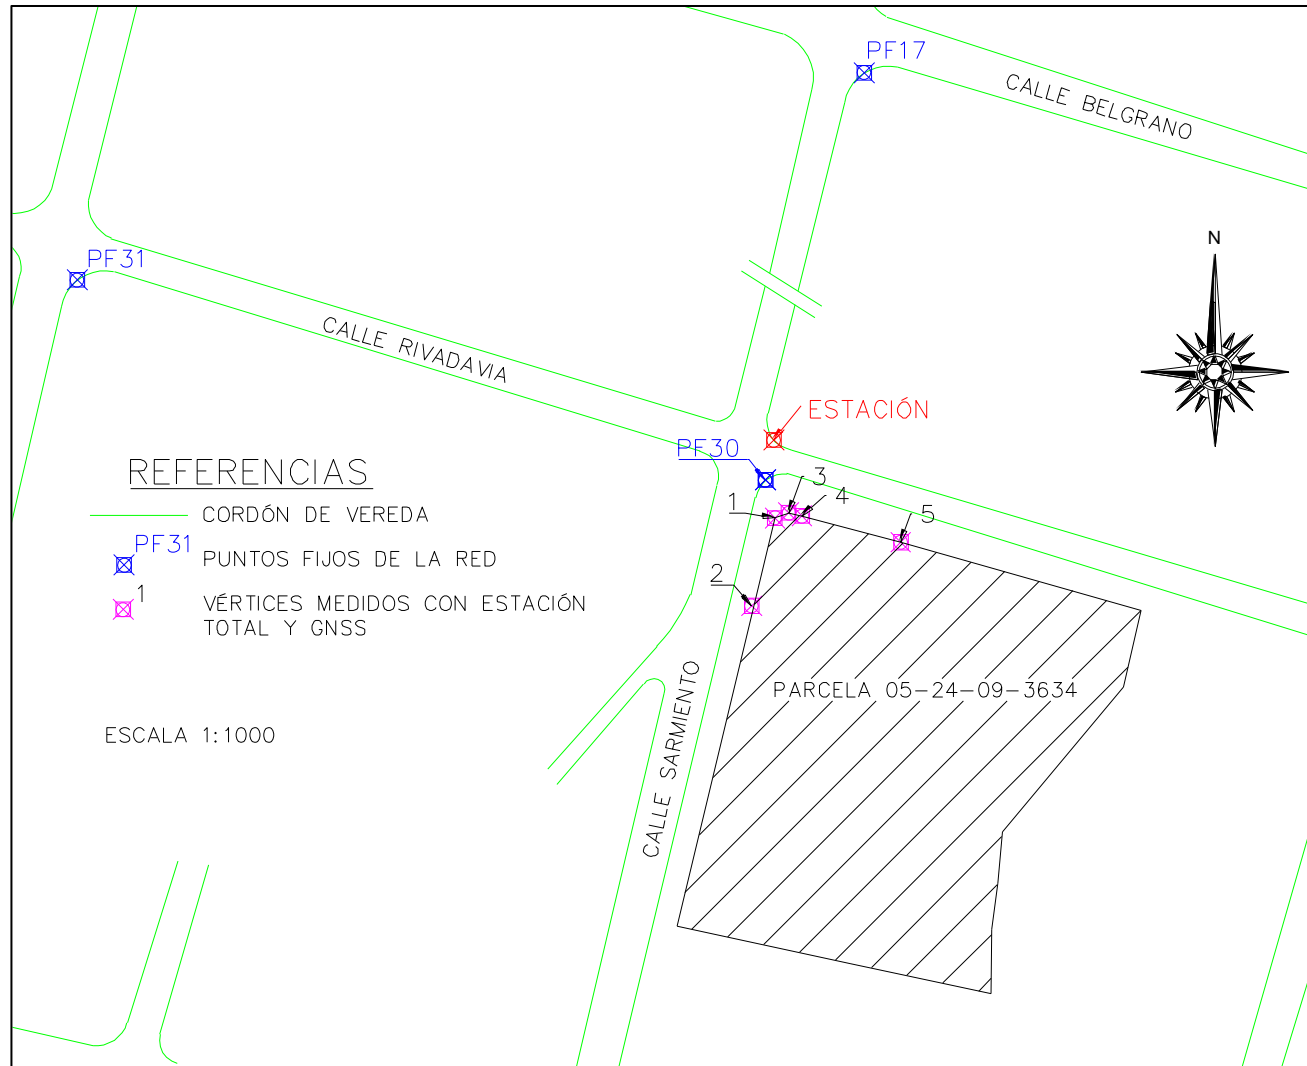 PF17
CALLE BELGRANO
N
PF31
CALLE RIVADAVIA
ESTACIÓN
PF30
3
4
1
5
2
REFERENCIAS
CORDÓN DE VEREDA
PF31 PUNTOS FIJOS DE LA RED
1 VÉRTICES MEDIDOS CON ESTACIÓN
TOTAL Y GNSS
PARCELA 05-24-09-3634
CALLE SARMIENTO
ESCALA 1:1000